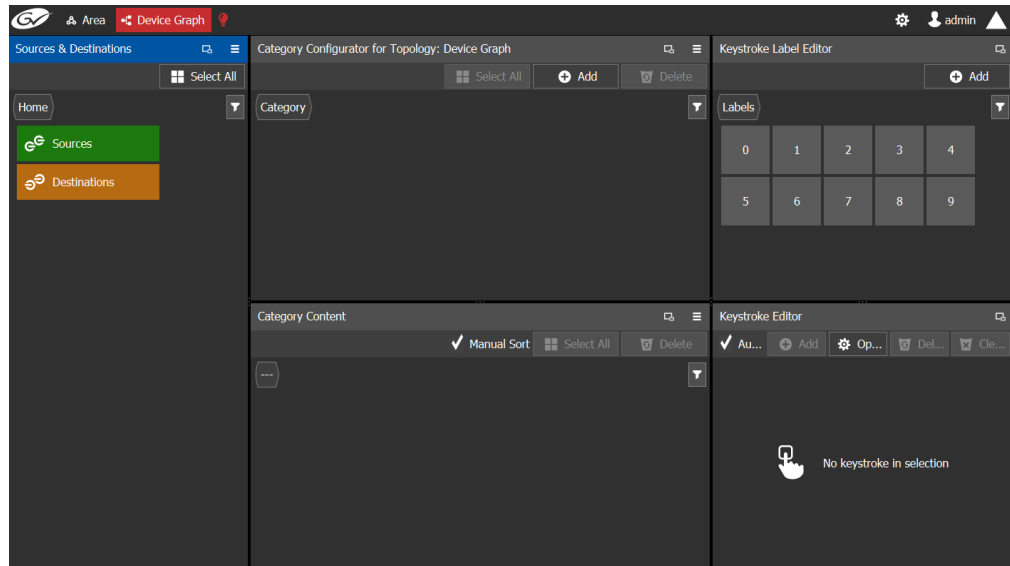 GV Area Device Graph admin
Sources & Destinations
Select All
Home
Sources
Destinations
Category Configurator for Topology: Device Graph
Select All Add Delete
Category
Keystroke Label Editor
Add
Labels
0 1 2 3 4
5 6 7 8 9
Category Content
Manual Sort Select All Delete
---
Keystroke Editor
Au... Add Op... Del... Cle...
No keystroke in selection